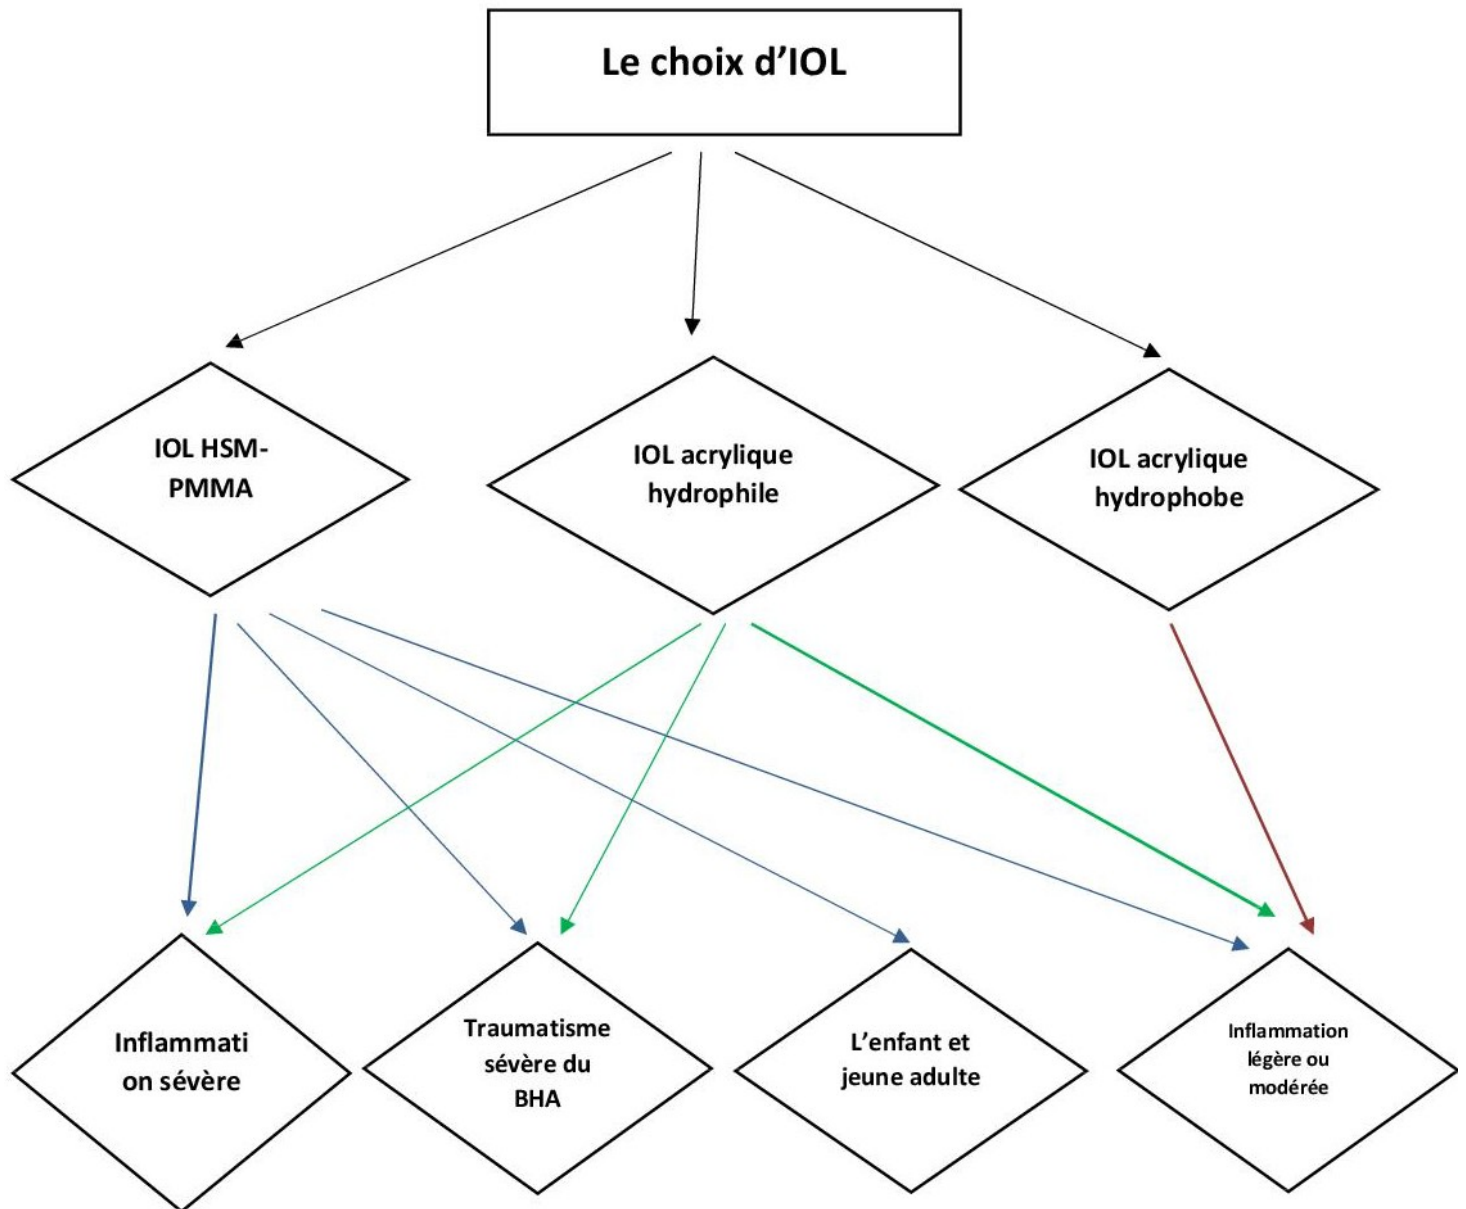 Le choix d’IOL
IOL HSM-
PMMA
IOL acrylique
hydrophile
IOL acrylique
hydrophobe
Inflammati
on sévère
Traumatisme
sévère du
BHA
L’enfant et
jeune adulte
Inflammation
légère ou
modérée